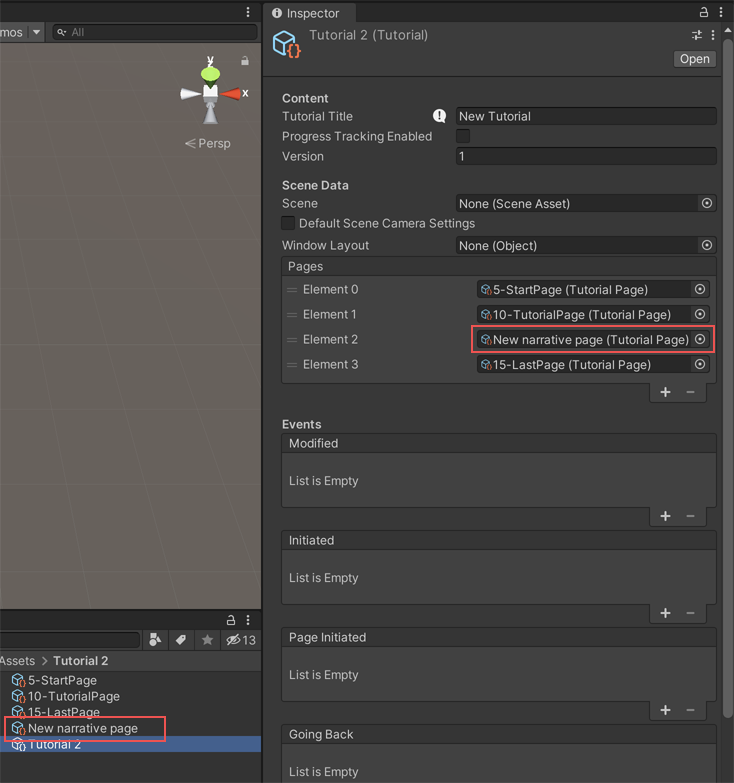 Inspector
mos
All
Tutorial 2 (Tutorial)
Open
y
z
x
Persp
Content
Tutorial Title
New Tutorial
Progress Tracking Enabled
Version
1
Scene Data
Scene
None (Scene Asset)
Default Scene Camera Settings
Window Layout
None (Object)
Pages
Element 0
5-StartPage (Tutorial Page)
Element 1
10-TutorialPage (Tutorial Page)
Element 2
New narrative page (Tutorial Page)
Element 3
15-LastPage (Tutorial Page)
Events
Modified
List is Empty
Initiated
List is Empty
Page Initiated
List is Empty
Going Back
List is Empty
13
Assets > Tutorial 2
5-StartPage
10-TutorialPage
15-LastPage
New narrative page
Tutorial 2